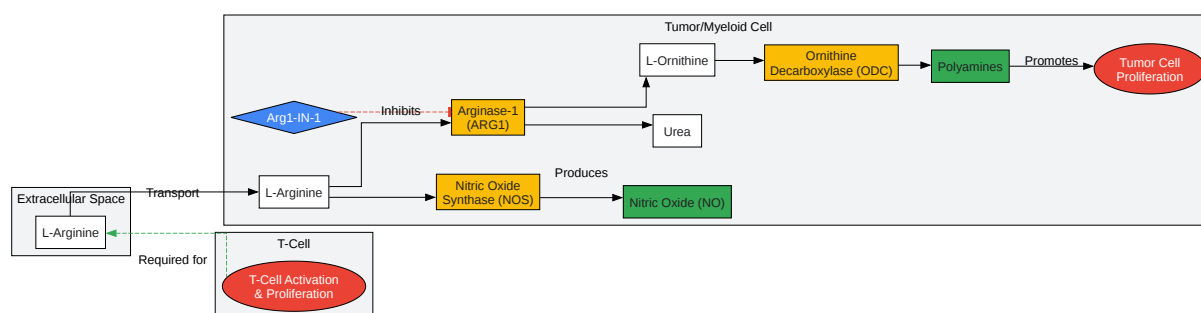 Tumor/Myeloid Cell
L-Ornithine
Ornithine
Decarboxylase (ODC)
Polyamines
Promotes
Tumor Cell
Proliferation
Arg1-IN-1
Inhibits
Arginase-1
(ARG1)
Urea
Extracellular Space
L-Arginine
Transport
L-Arginine
Nitric Oxide
Synthase (NOS)
Produces
Nitric Oxide (NO)
Required for
T-Cell
T-Cell Activation
& Proliferation